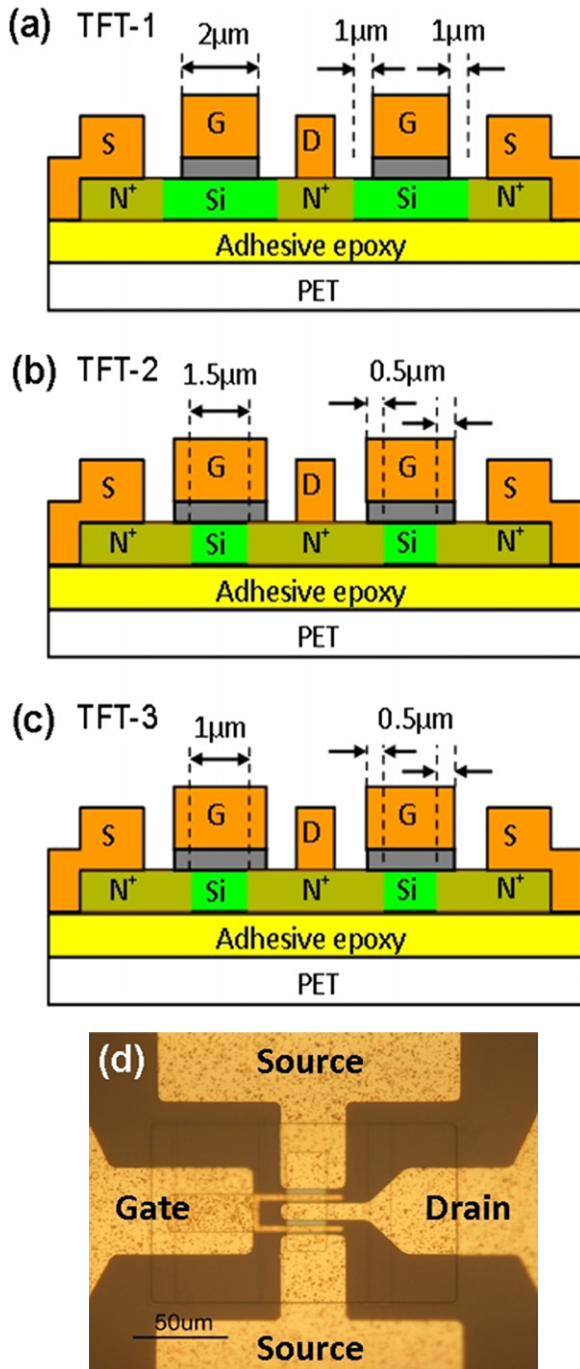 (a) TFT-1
2μm 1μm 1μm
S G D G S
N⁺ Si N⁺ Si N⁺
Adhesive epoxy
PET
(b) TFT-2
1.5μm 0.5μm
S G D G S
N⁺ Si N⁺ Si N⁺
Adhesive epoxy
PET
(c) TFT-3
1μm 0.5μm
S G D G S
N⁺ Si N⁺ Si N⁺
Adhesive epoxy
PET
(d) Source
Gate Drain
50um
Source